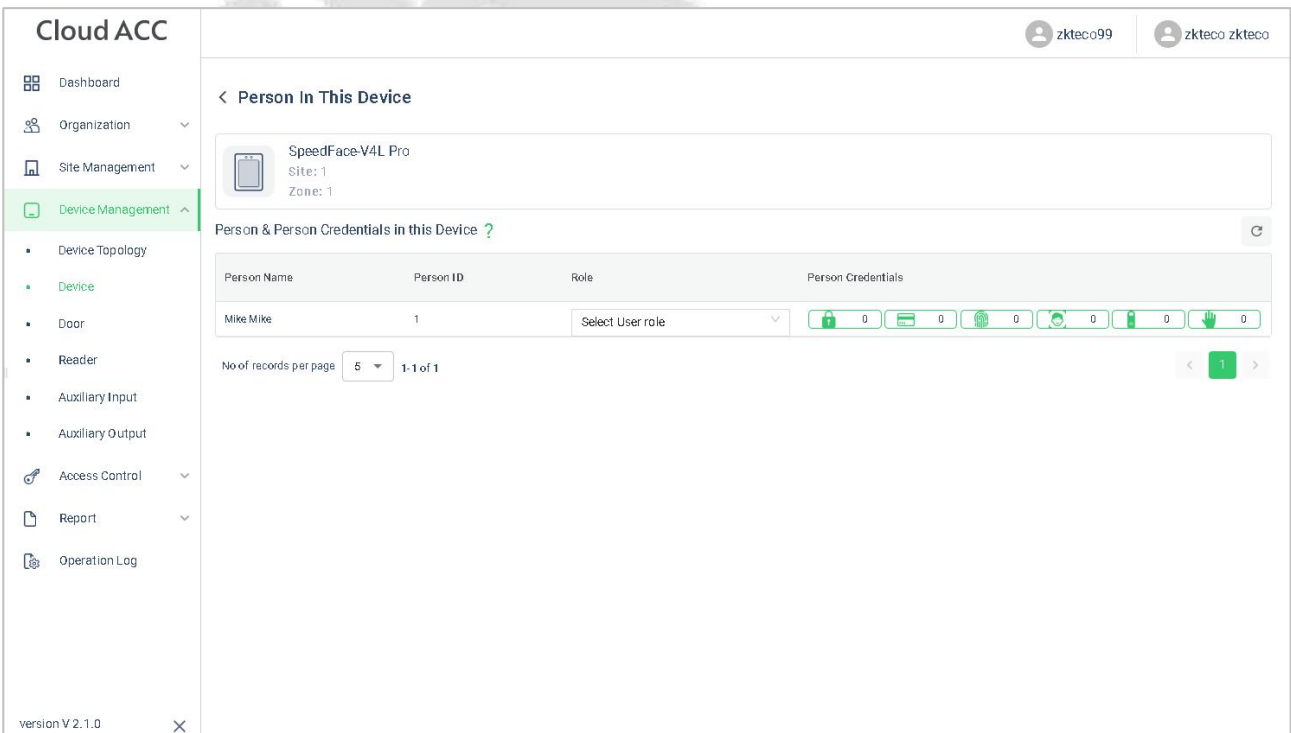 Cloud ACC
zkteco99
zkteco zkteco
Dashboard
Organization
Site Management
Device Management
Device Topology
Device
Door
Reader
Auxiliary Input
Auxiliary Output
Access Control
Report
Operation Log
version V 2.1.0
Person In This Device
SpeedFace-V4L Pro
Site: 1
Zone: 1
Person & Person Credentials in this Device ?
Person Name Person ID Role Person Credentials
Mike Mike 1 Select User role 0 0 0 0 0 0
No of records per page 5 1-1 of 1 < 1 >